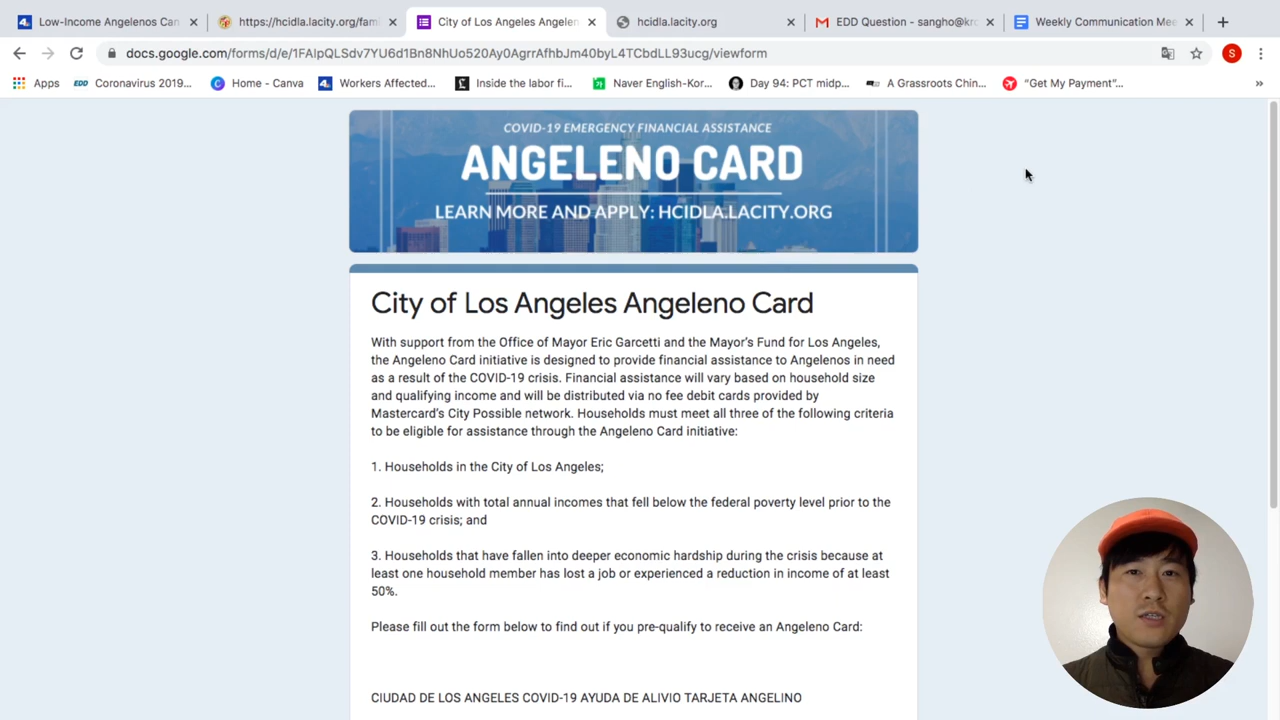 Low-Income Angelenos Can
https://hcidla.lacity.org/fami
City of Los Angeles Angelen
hcidla.lacity.org
EDD Question - sangho@kr
Weekly Communication Mee
docs.google.com/forms/d/e/1FAIpQLSdv7YU6d1Bn8NhUo520Ay0AgrrAfhbJm40byL4TCbdLL93ucg/viewform
S
Apps
EDD Coronavirus 2019...
Home - Canva
Workers Affected...
Inside the labor fi...
Naver English-Kor...
Day 94: PCT midp...
A Grassroots Chin...
“Get My Payment”...
COVID-19 EMERGENCY FINANCIAL ASSISTANCE
ANGELENO CARD
LEARN MORE AND APPLY: HCIDLA.LACITY.ORG
City of Los Angeles Angeleno Card
With support from the Office of Mayor Eric Garcetti and the Mayor’s Fund for Los Angeles,
the Angeleno Card initiative is designed to provide financial assistance to Angelenos in need
as a result of the COVID-19 crisis. Financial assistance will vary based on household size
and qualifying income and will be distributed via no fee debit cards provided by
Mastercard’s City Possible network. Households must meet all three of the following criteria
to be eligible for assistance through the Angeleno Card initiative:
1. Households in the City of Los Angeles;
2. Households with total annual incomes that fell below the federal poverty level prior to the
COVID-19 crisis; and
3. Households that have fallen into deeper economic hardship during the crisis because at
least one household member has lost a job or experienced a reduction in income of at least
50%.
Please fill out the form below to find out if you pre-qualify to receive an Angeleno Card:
CIUDAD DE LOS ANGELES COVID-19 AYUDA DE ALIVIO TARJETA ANGELINO